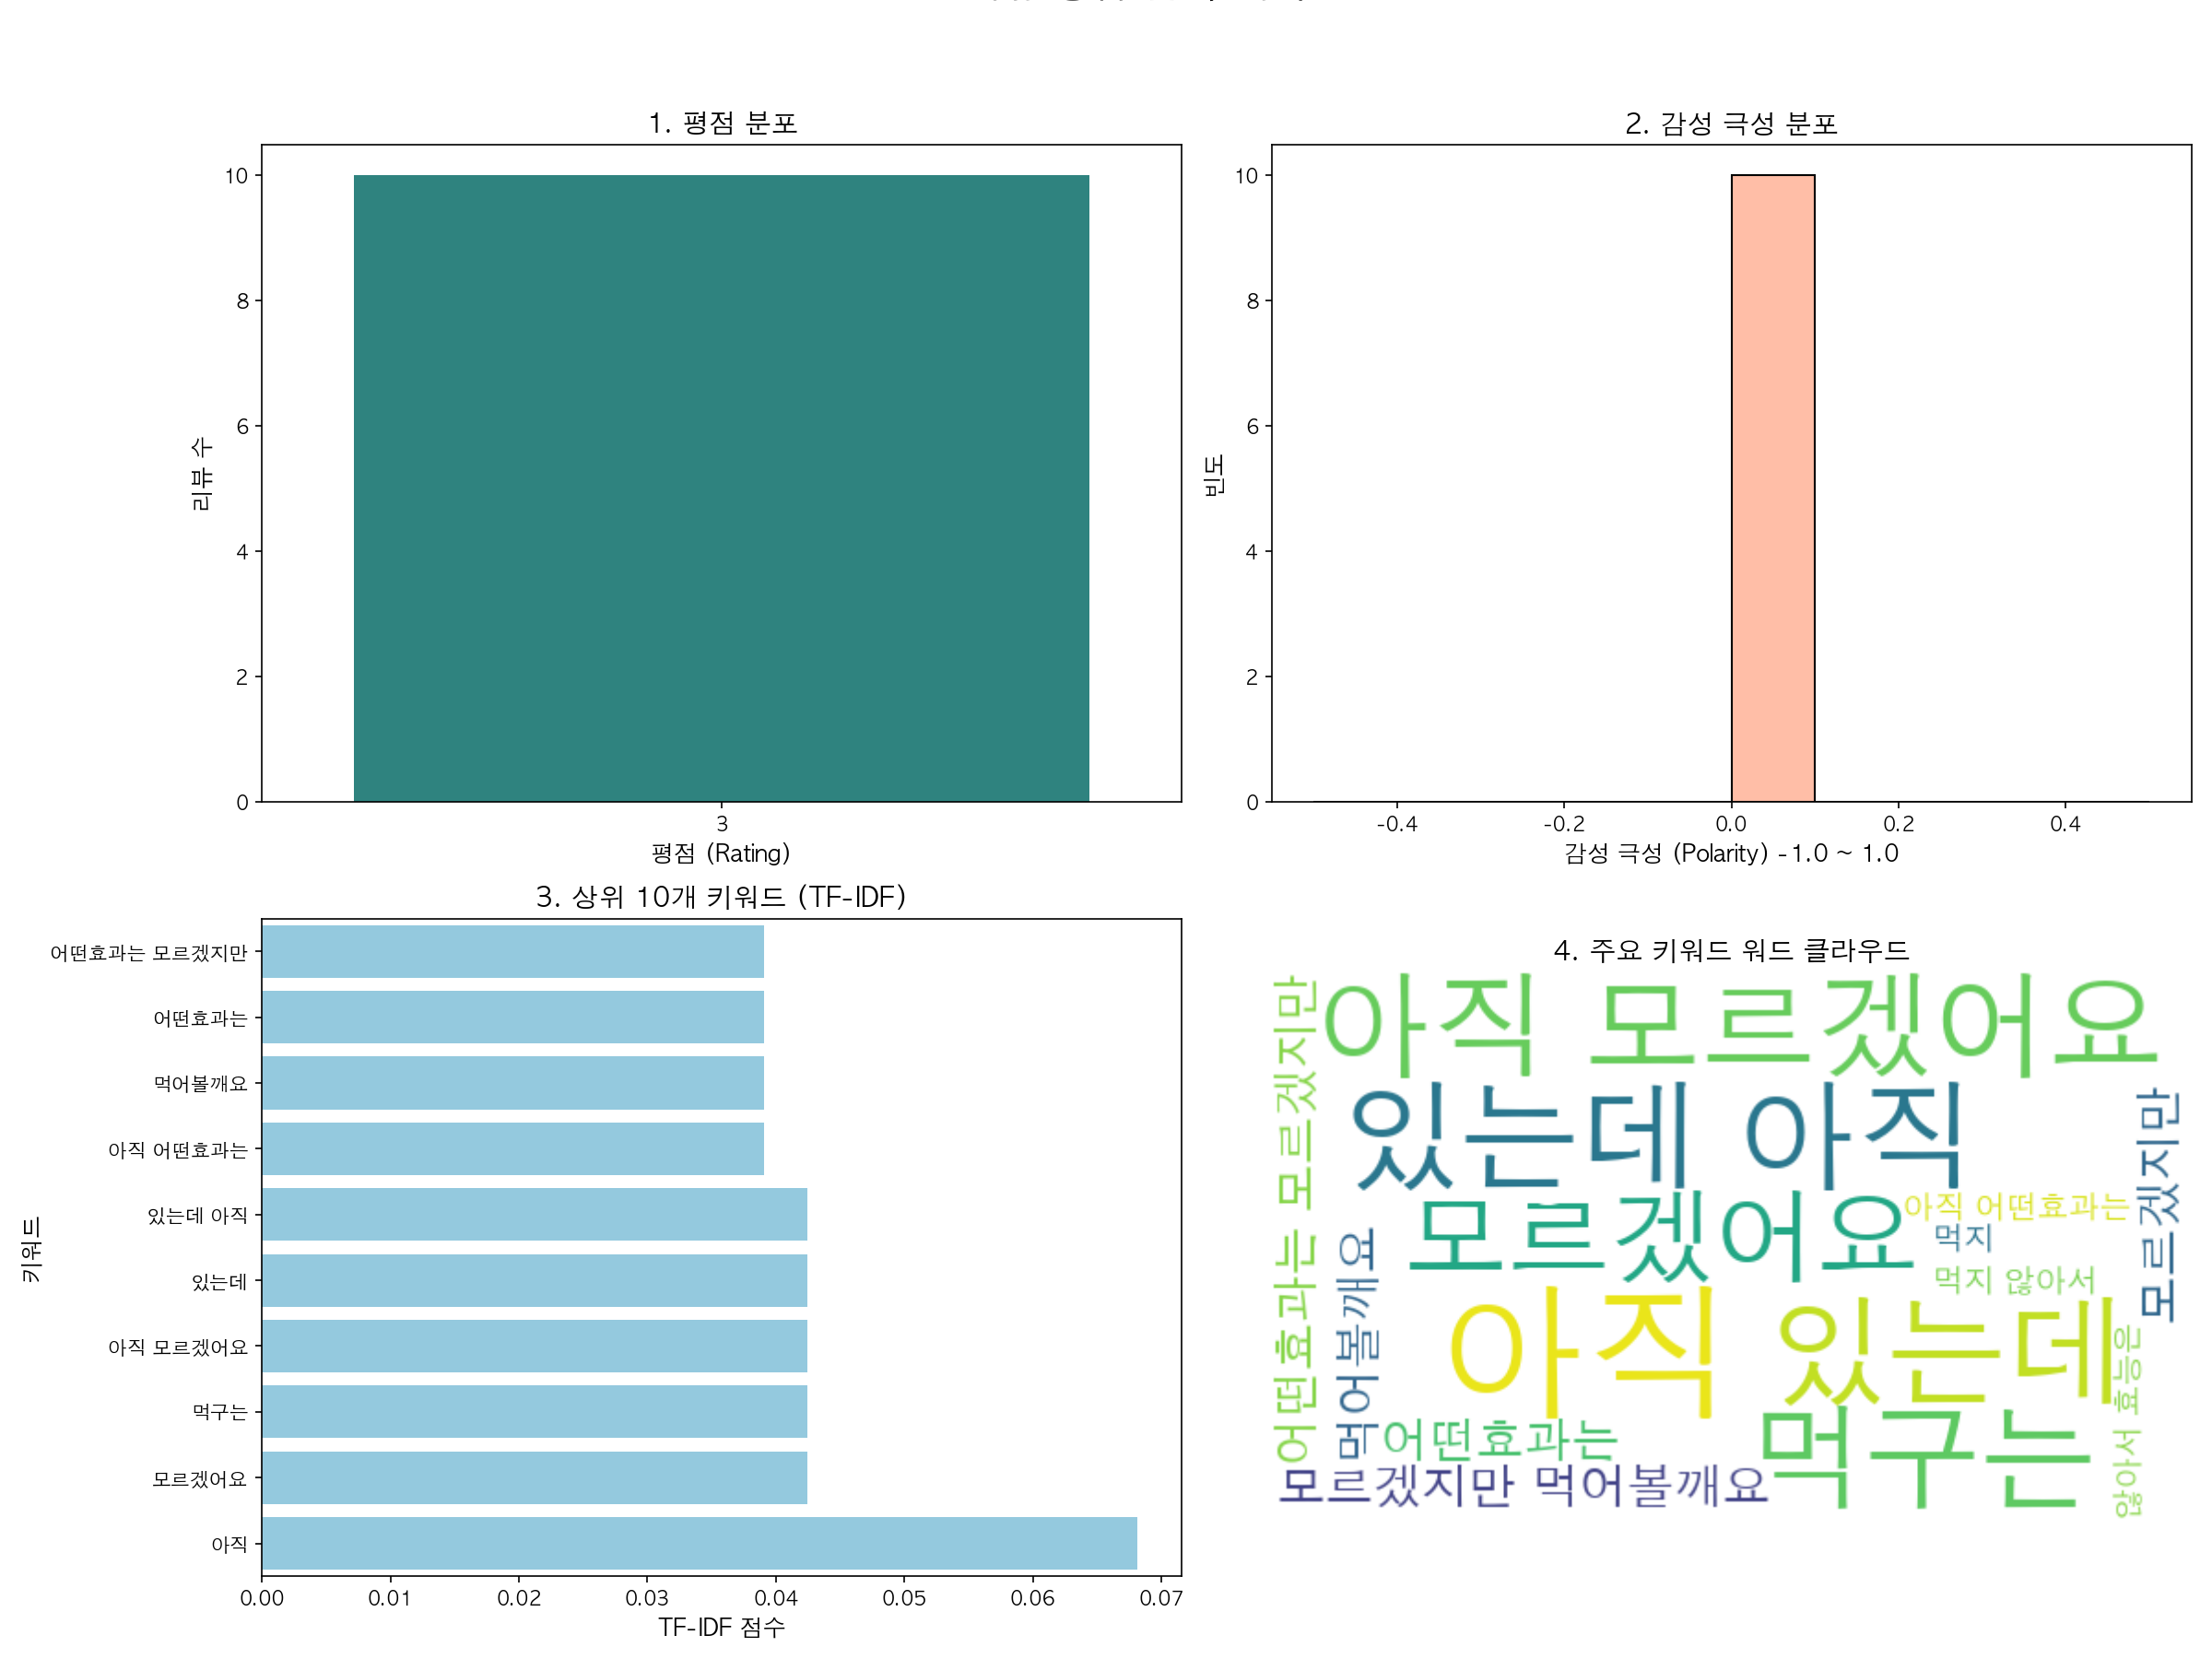 1. 평점 분포
10
8
6
4
2
0
리뷰 수
3
평점 (Rating)
2. 감성 극성 분포
10
8
6
4
2
0
빈도
-0.4 -0.2 0.0 0.2 0.4
감성 극성 (Polarity) -1.0 ~ 1.0
3. 상위 10개 키워드 (TF-IDF)
키워드
어떤효과는 모르겠지만
어떤효과는
먹어볼깨요
아직 어떤효과는
있는데 아직
있는데
아직 모르겠어요
먹구는
모르겠어요
아직
0.00 0.01 0.02 0.03 0.04 0.05 0.06 0.07
TF-IDF 점수
4. 주요 키워드 워드 클라우드
어떤효과는 모르겠지만
아직 모르겠어요
있는데 아직
모르겠어요
아직 어떤효과는
먹지
먹지 않아서
모르겠지만
먹어볼깨요
아직
있는데
어떤효과는
먹구는
모르겠지만 먹어볼깨요
않아서 효능은